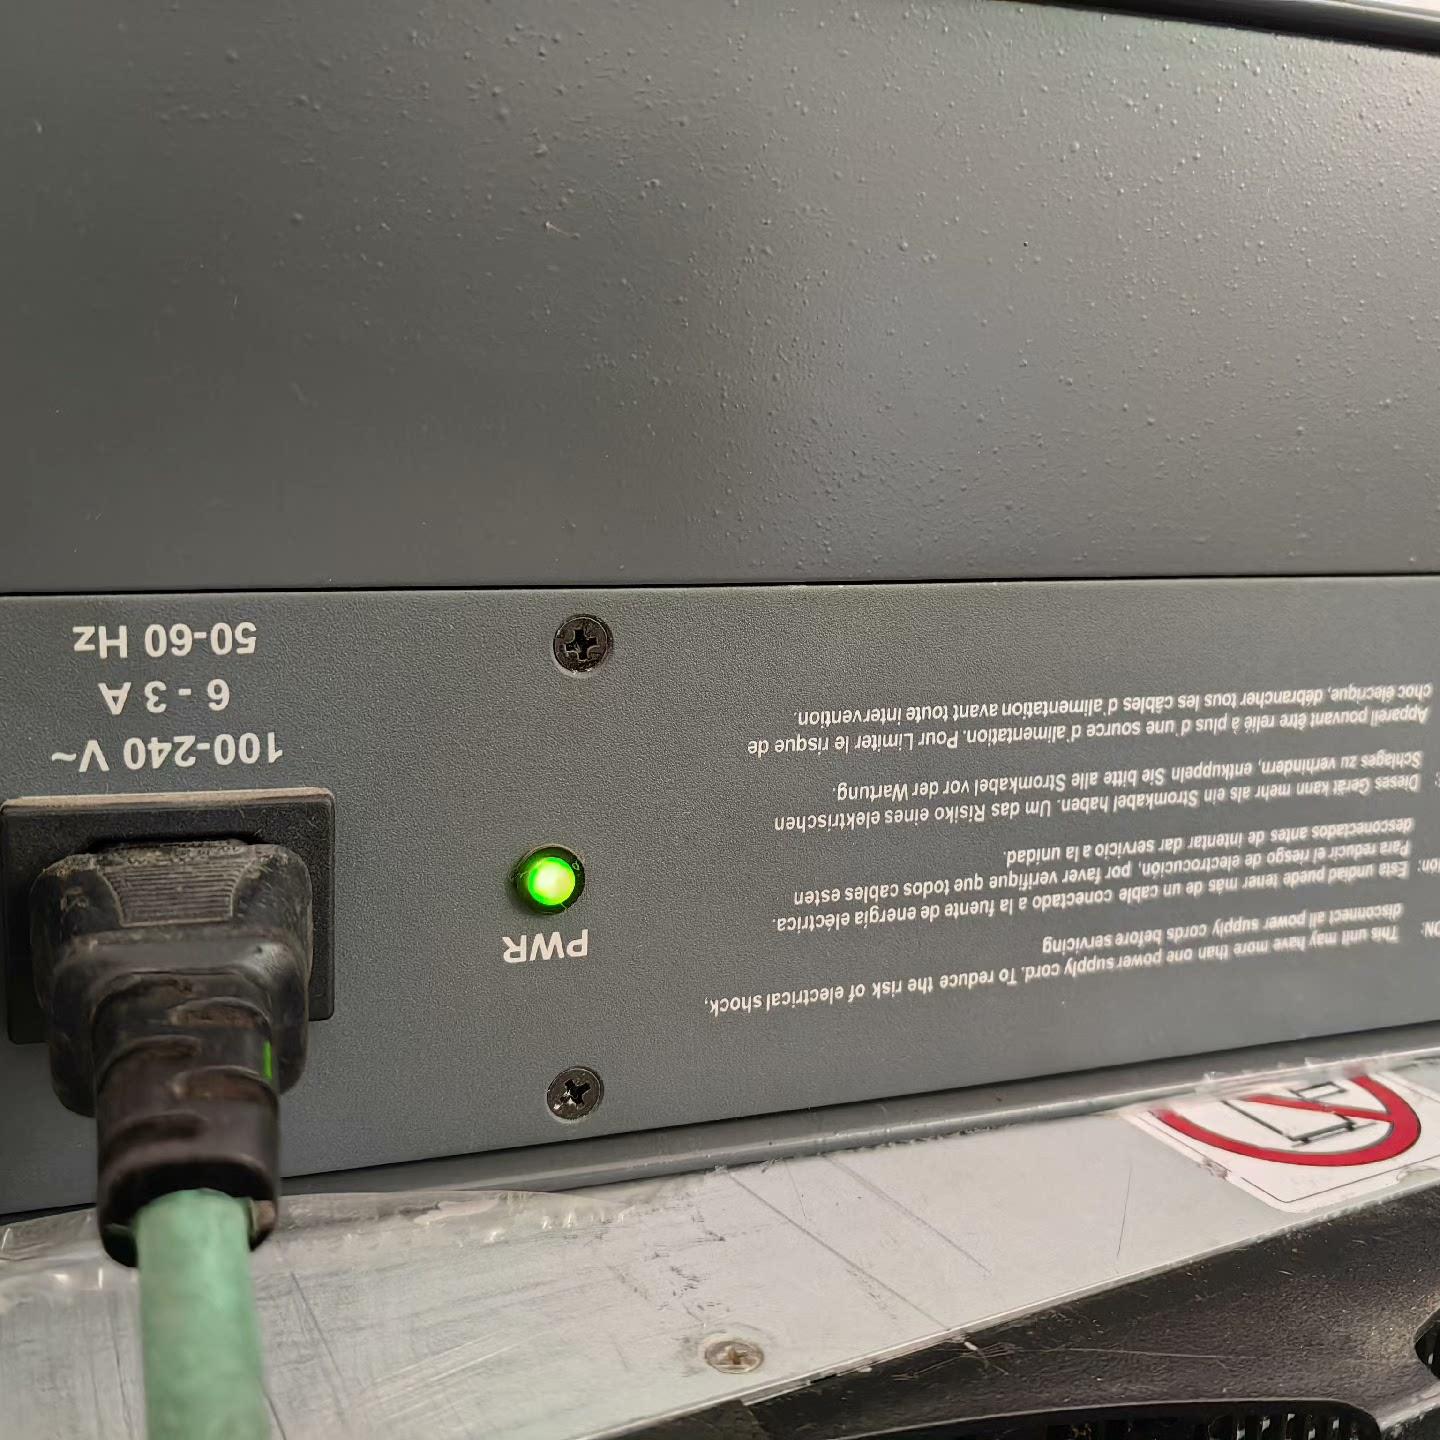 This unit may have more than one power supply cord. To reduce the risk of electrical shock,
disconnect all power supply cords before servicing
Esta unidad puede tener más de un cable conectado a la fuente de energía eléctrica.
Para reducir el riesgo de electrocución, por favor verifique que todos cables esten
desconectados antes de intentar dar servicio a la unidad.
Dieses Gerät kann mehr als ein Stromkabel haben. Um das Risiko eines elektrischen
Schlages zu verhindern, entkuppeln Sie bitte alle Stromkabel vor der Wartung.
Appareil pouvant être relié à plus d'une source d'alimentation. Pour Limiter le risque de
choc élecrique, débrancher tous les câbles d'alimentation avant toute intervention.
PWR
100-240 V~
6 - 3 A
50-60 Hz